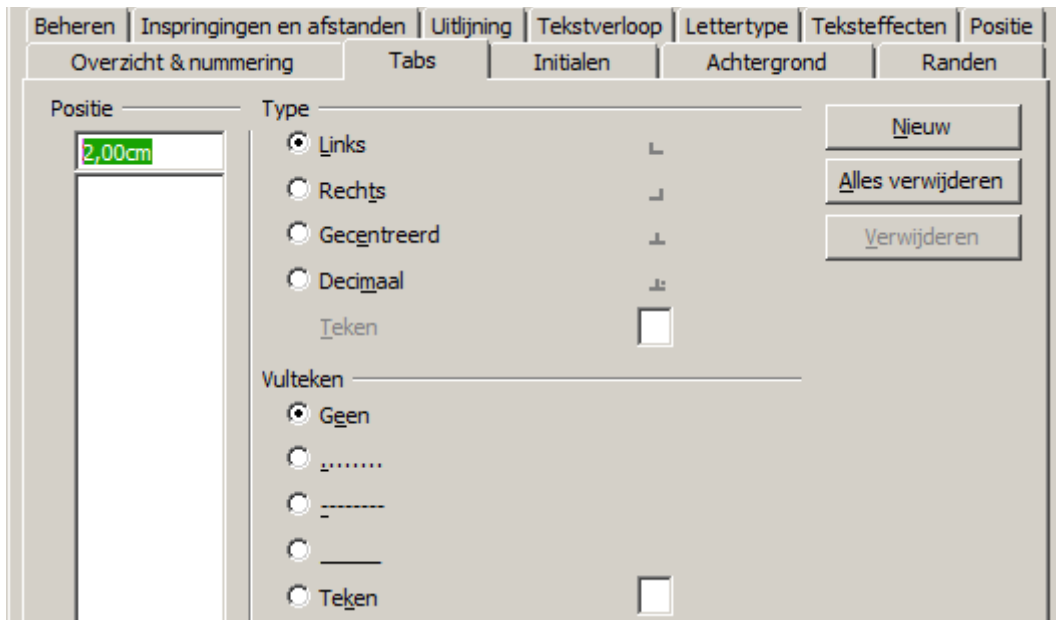 Beheren Inspringingen en afstanden Uitlijning Tekstverloop Lettertype Teksteffecten Positie
Overzicht & nummering Tabs Initialen Achtergrond Randen
Positie
2,00cm
Type
Links
Rechts
Gecentreerd
Decimaal
Teken
Vulteken
Geen
........
--------
_____
Teken
Nieuw
Alles verwijderen
Verwijderen